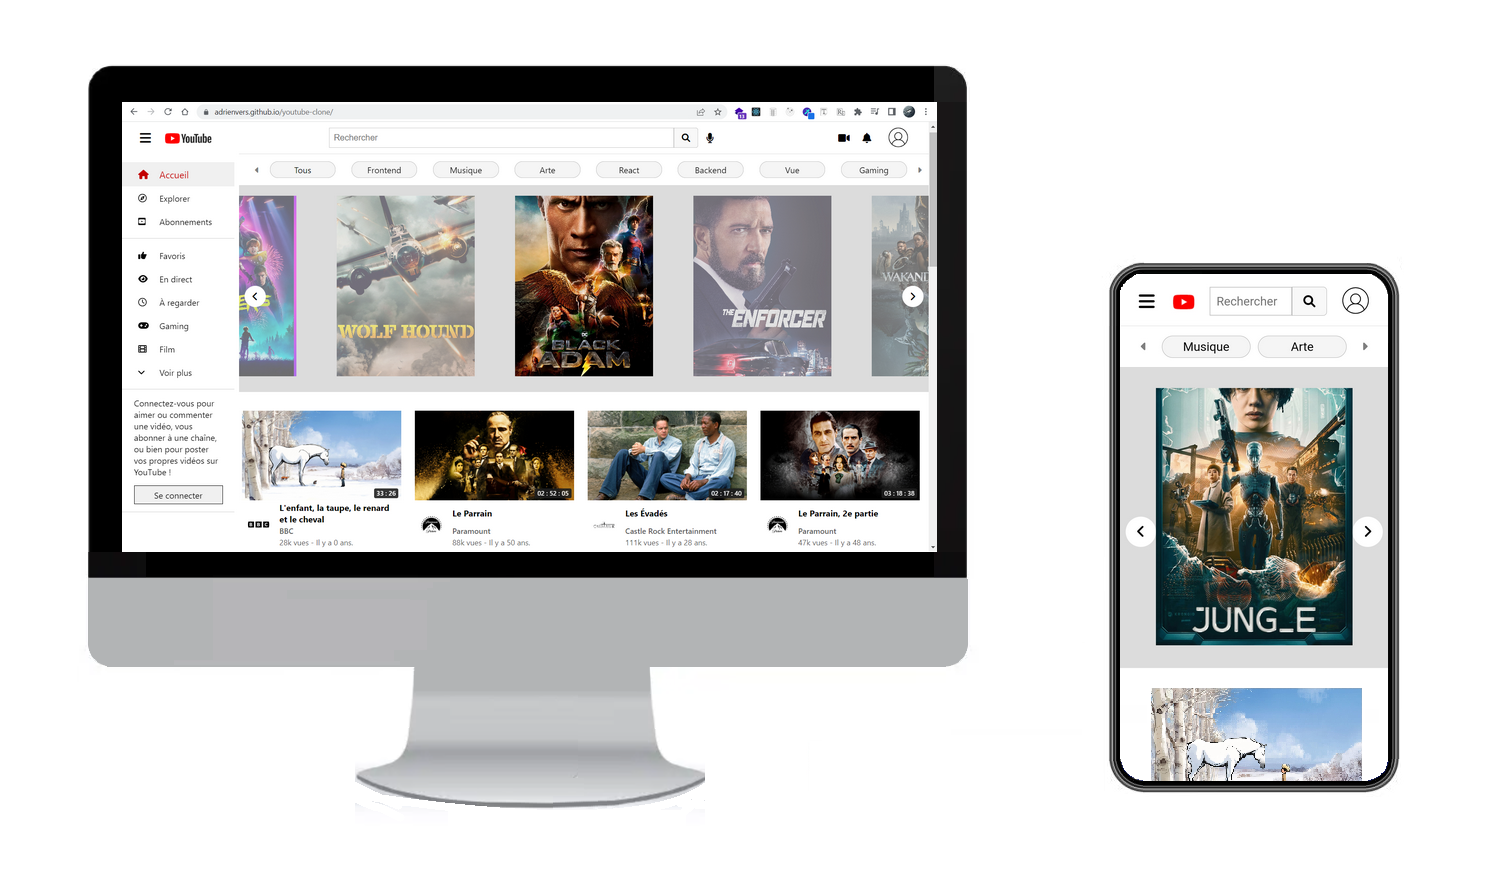 adrienvers.github.io/youtube-clone/
13
YouTube
Rechercher
Tous
Frontend
Musique
Arte
React
Backend
Vue
Gaming
Accueil
Explorer
Abonnements
Favoris
En direct
À regarder
Gaming
Film
Voir plus
Connectez-vous pour
aimer ou commenter
une vidéo, vous
abonner à une chaîne,
ou bien pour poster
vos propres vidéos sur
YouTube !
Se connecter
WOLF HOUND
DC
BLACK
ADAM
THE ENFORCER
33 : 26
02 : 52 : 05
02 : 17 : 40
03 : 18 : 38
L'enfant, la taupe, le renard
et le cheval
BBC
BBC
28k vues - Il y a 0 ans.
Le Parrain
Paramount
88k vues - Il y a 50 ans.
Les Évadés
Castle Rock Entertainment
111k vues - Il y a 28 ans.
Le Parrain, 2e partie
Paramount
47k vues - Il y a 48 ans.
Rechercher
Musique
Arte
JUNG_E